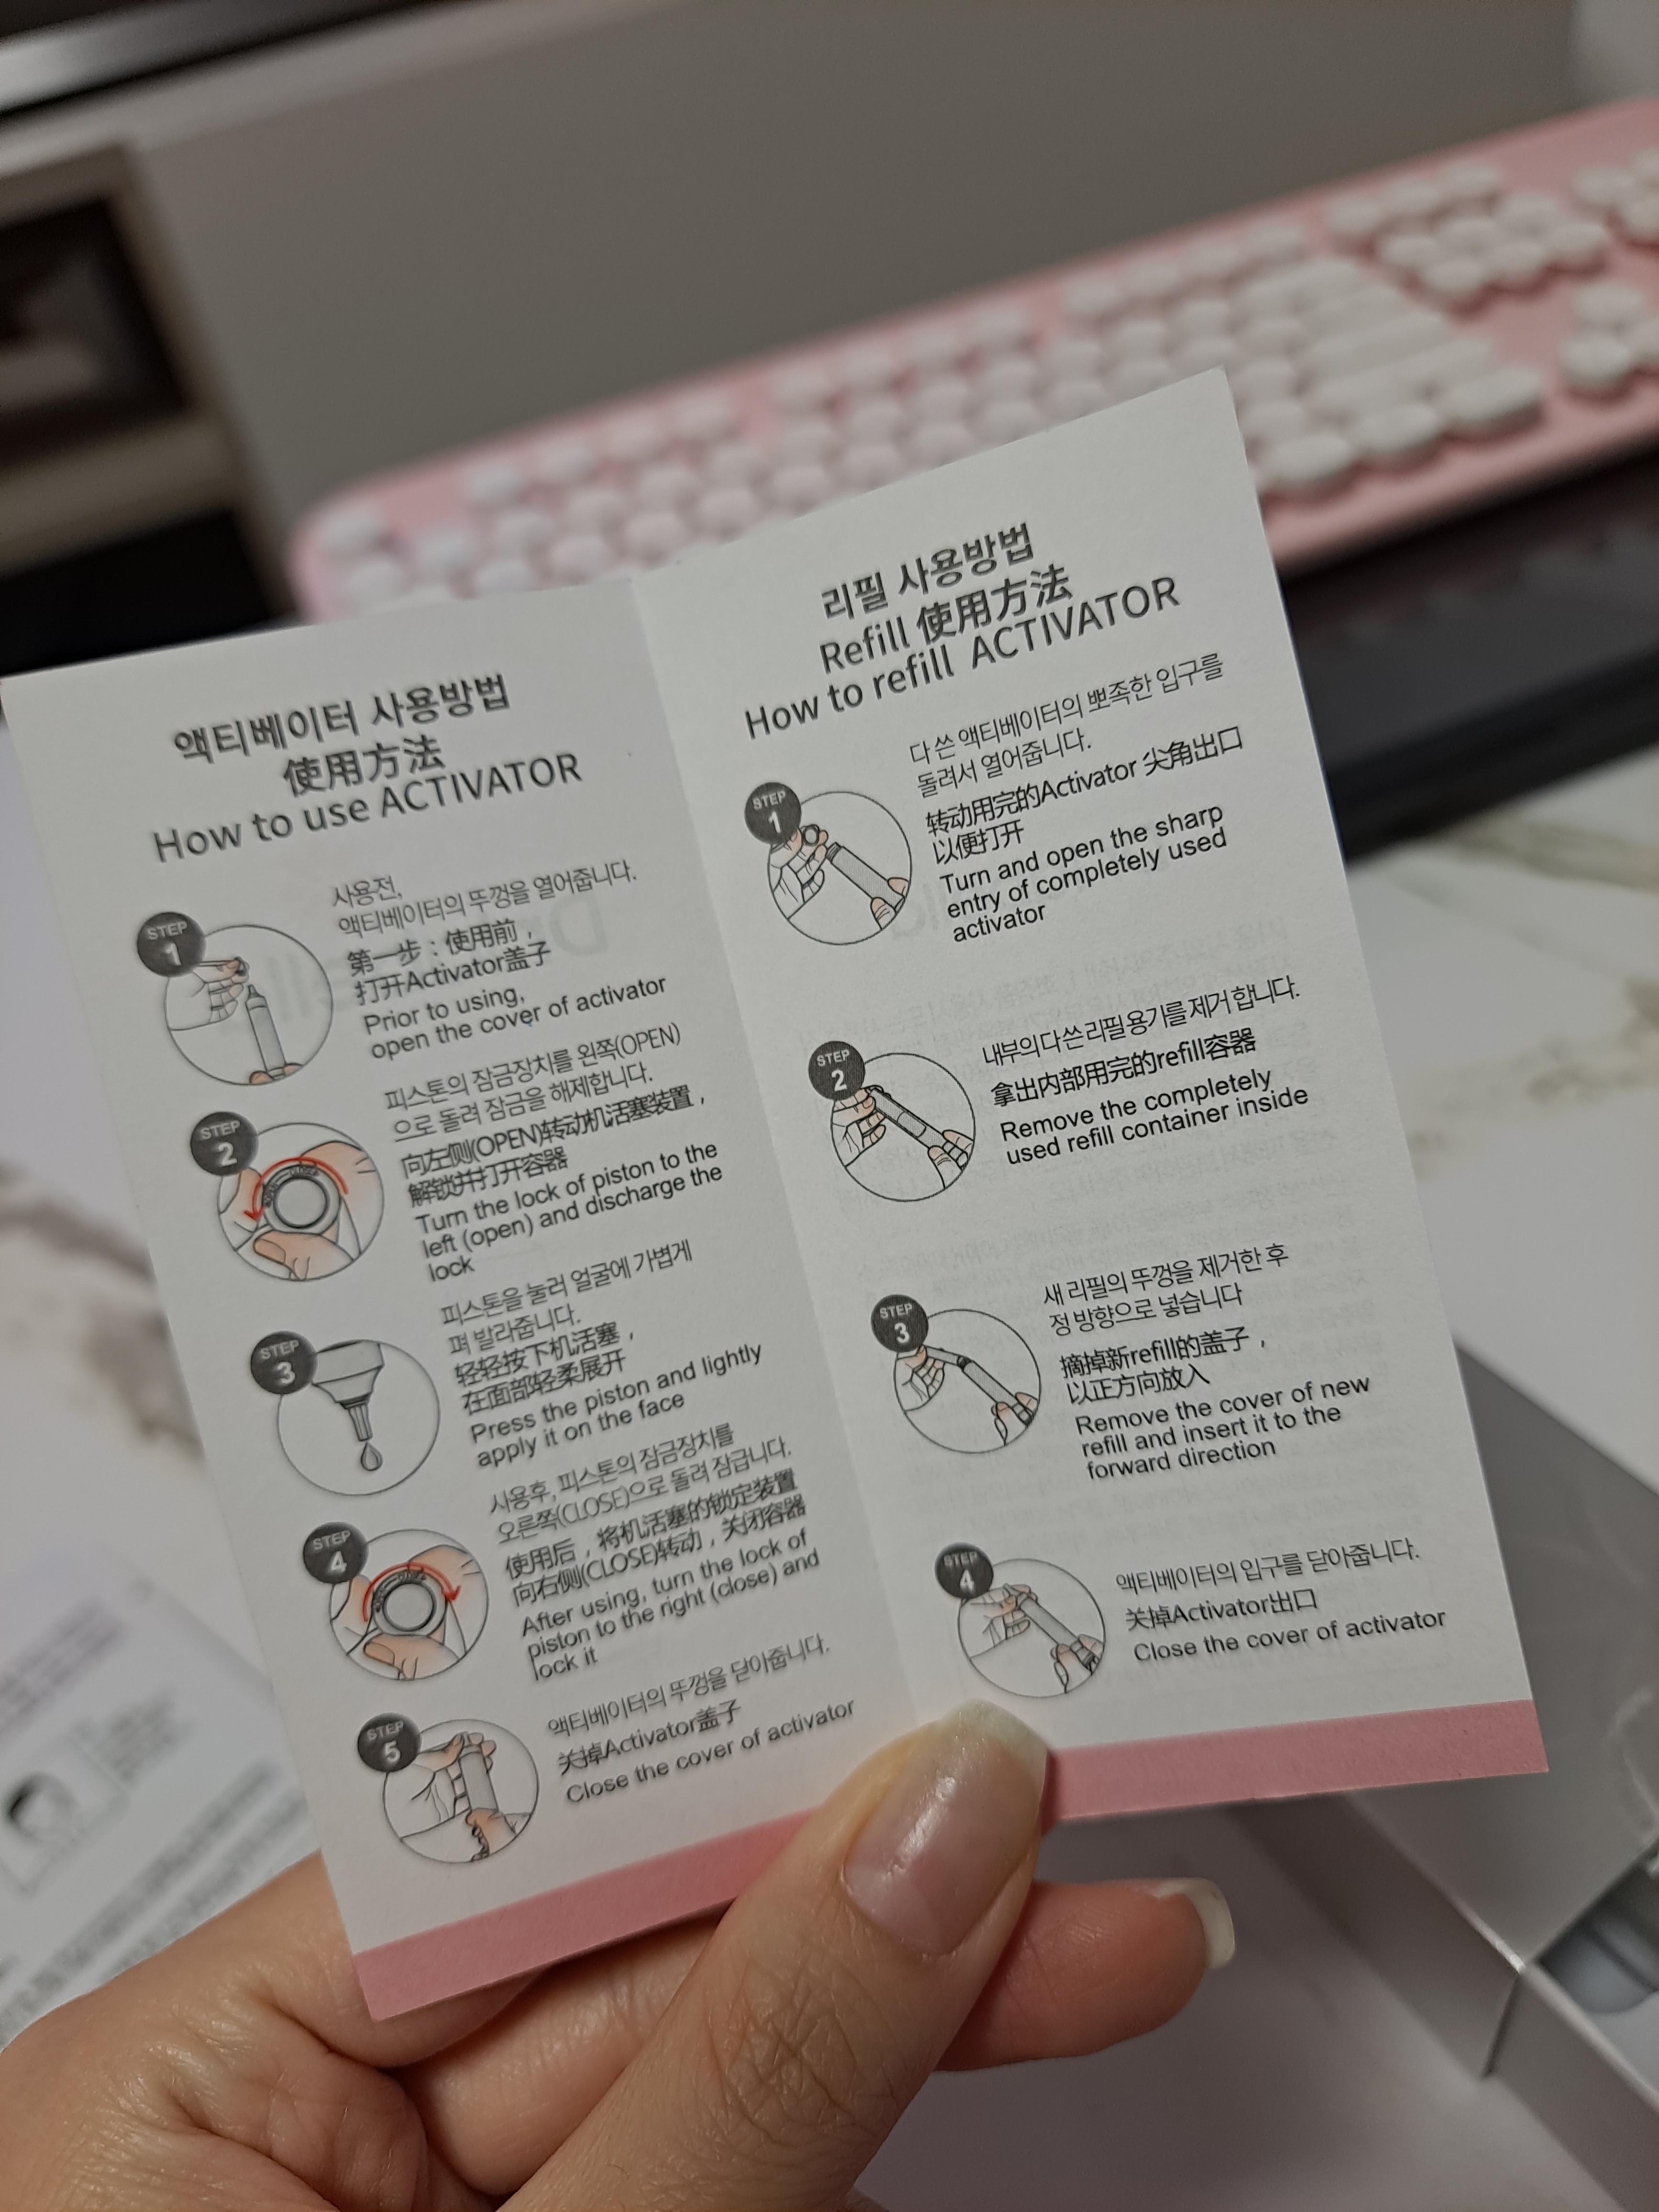 액티베이터 사용방법
使用方法
How to use ACTIVATOR
STEP
1
사용전,
액티베이터의 뚜껑을 열어줍니다.
第一步：使用前，
打开Activator盖子
Prior to using,
open the cover of activator
STEP
2
피스톤의 잠금장치를 왼쪽(OPEN)
으로 돌려 잠금을 해제합니다.
向左侧(OPEN)转动机活塞装置，
解锁并打开容器
Turn the lock of piston to the
left (open) and discharge the
lock
STEP
3
피스톤을 눌러 얼굴에 가볍게
펴 발라줍니다.
轻轻按下机活塞，
在面部轻柔展开
Press the piston and lightly
apply it on the face
STEP
4
사용후, 피스톤의 잠금장치를
오른쪽(CLOSE)으로 돌려 잠급니다.
使用后，将机活塞的锁定装置
向右侧(CLOSE)转动，关闭容器
After using, turn the lock of
piston to the right (close) and
lock it
STEP
5
액티베이터의 뚜껑을 닫아줍니다.
关掉Activator盖子
Close the cover of activator
리필 사용방법
Refill 使用方法
How to refill ACTIVATOR
STEP
1
다 쓴 액티베이터의 뾰족한 입구를
돌려서 열어줍니다.
转动用完的Activator 尖角出口
以便打开
Turn and open the sharp
entry of completely used
activator
STEP
2
내부의 다 쓴 리필 용기를 제거 합니다.
拿出内部用完的refill容器
Remove the completely
used refill container inside
STEP
3
새 리필의 뚜껑을 제거한 후
정 방향으로 넣습니다
摘掉新refill的盖子，
以正方向放入
Remove the cover of new
refill and insert it to the
forward direction
STEP
4
액티베이터의 입구를 닫아줍니다.
关掉Activator出口
Close the cover of activator